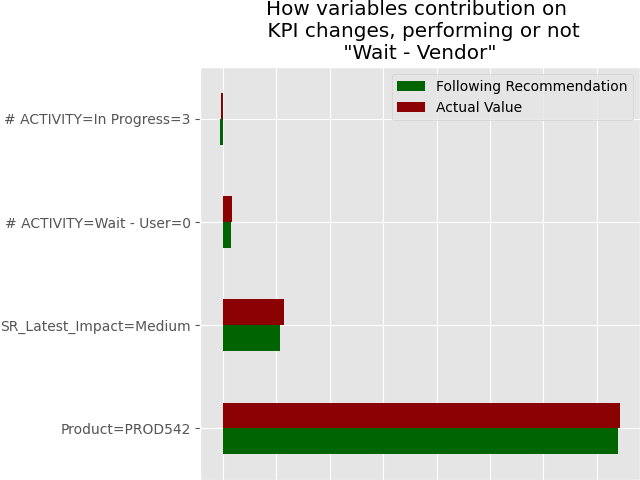 How variables contribution on
KPI changes, performing or not
"Wait - Vendor"
Following Recommendation
Actual Value
# ACTIVITY=In Progress=3
# ACTIVITY=Wait - User=0
SR_Latest_Impact=Medium
Product=PROD542